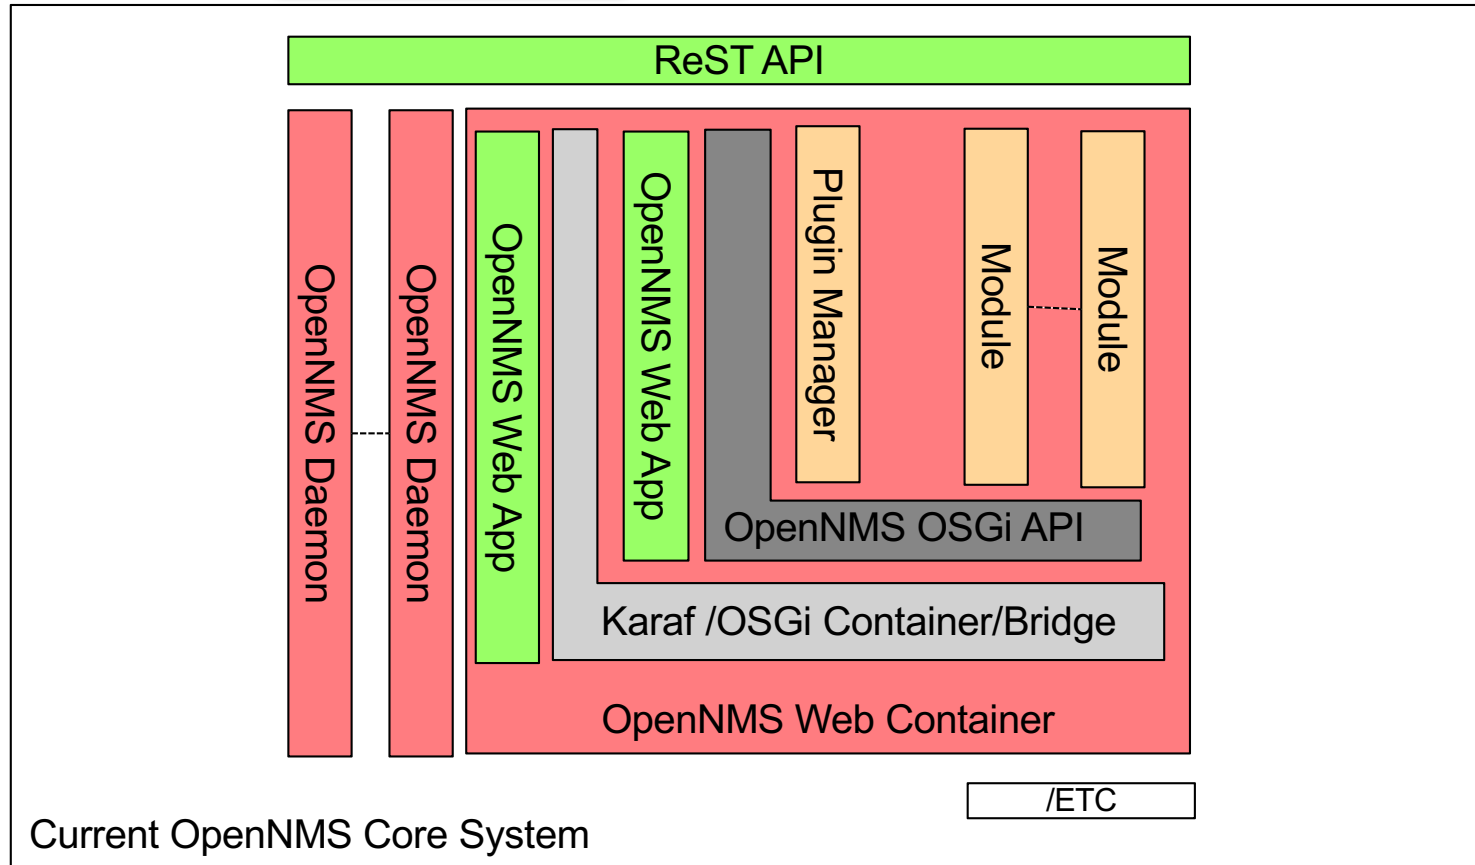 ReST API
OpenNMS Daemon
OpenNMS Daemon
OpenNMS Web App
OpenNMS Web App
Plugin Manager
Module
Module
OpenNMS OSGi API
Karaf /OSGi Container/Bridge
OpenNMS Web Container
/ETC
Current OpenNMS Core System